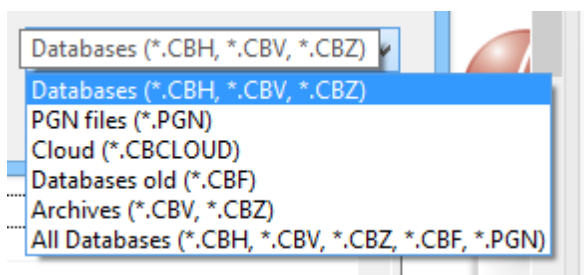 Databases (*.CBH, *.CBV, *.CBZ)
Databases (*.CBH, *.CBV, *.CBZ)
PGN files (*.PGN)
Cloud (*.CBCLOUD)
Databases old (*.CBF)
Archives (*.CBV, *.CBZ)
All Databases (*.CBH, *.CBV, *.CBZ, *.CBF, *.PGN)